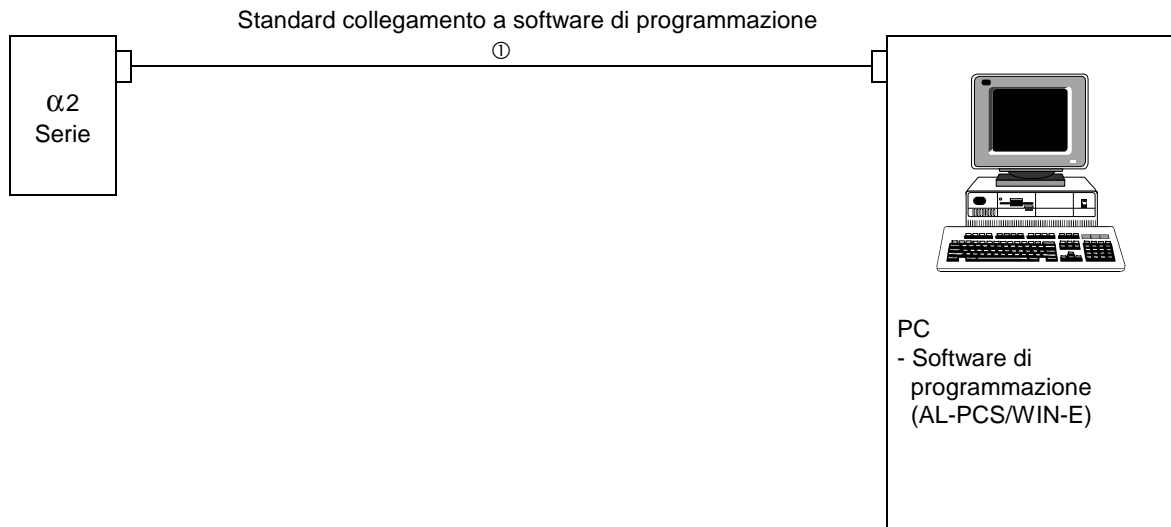 Standard collegamento a software di programmazione
①
α2
Serie
PC
- Software di
programmazione
(AL-PCS/WIN-E)